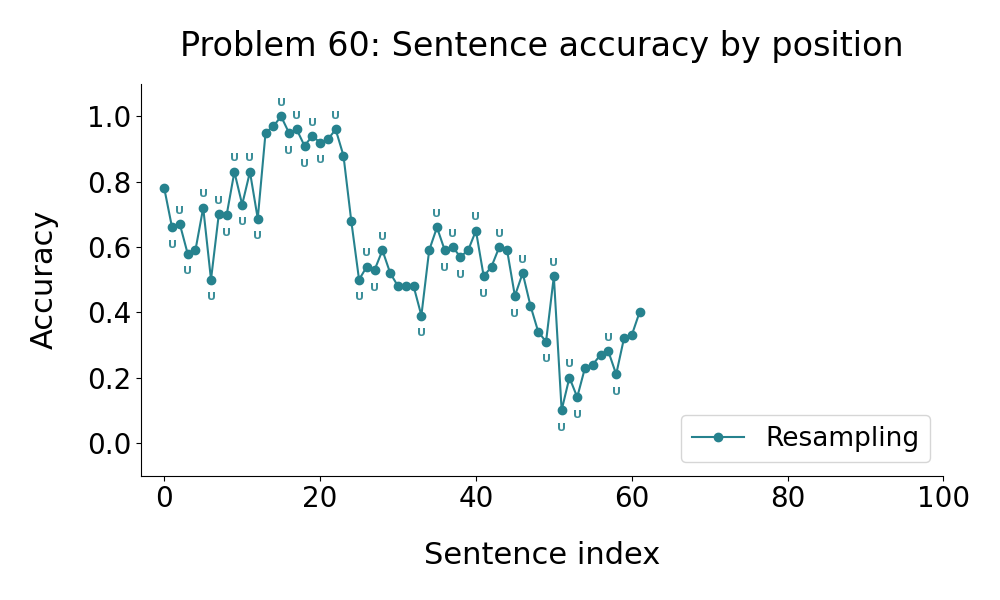 Problem 60: Sentence accuracy by position
Accuracy
1.0
0.8
0.6
0.4
0.2
0.0
U U U U U U U U U U U U U U U U U U U U U U U U U U U U U U U U U U U U U U U U U
Resampling
0 20 40 60 80 100
Sentence index